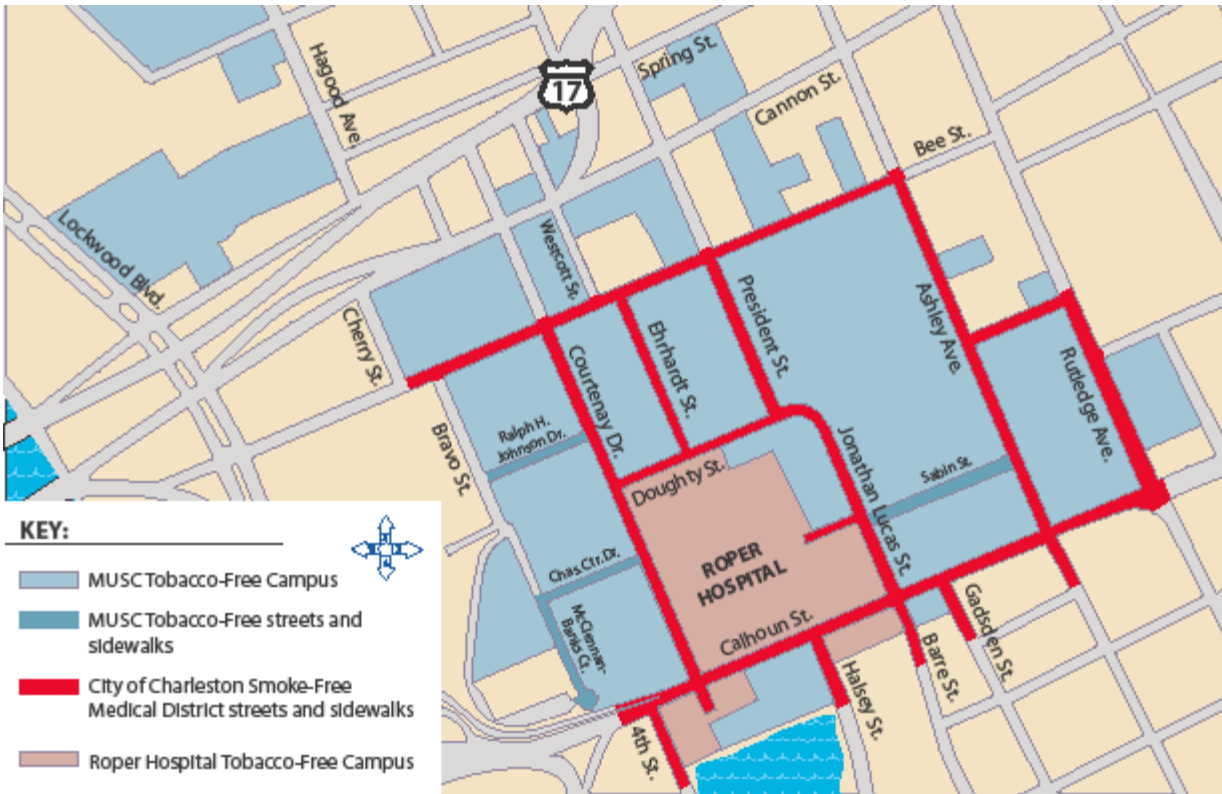 Hagood Ave.
17
Spring St.
Cannon St.
Bee St.
Lockwood Blvd.
Westcott St.
Cherry St.
Courtenay Dr.
Ehrhardt St.
President St.
Ashley Ave.
Rutledge Ave.
Bravo St.
Ralph H.
Johnson Dr.
Doughty St.
Jonathan Lucas St.
Sabin St.
ROPER
HOSPITAL
Chas. Ctr. Dr.
McClennan-
Banks Ct.
Calhoun St.
4th St.
Halsey St.
Barre St.
Gadsden St.
KEY:
MUSC Tobacco-Free Campus
MUSC Tobacco-Free streets and
sidewalks
City of Charleston Smoke-Free
Medical District streets and sidewalks
Roper Hospital Tobacco-Free Campus